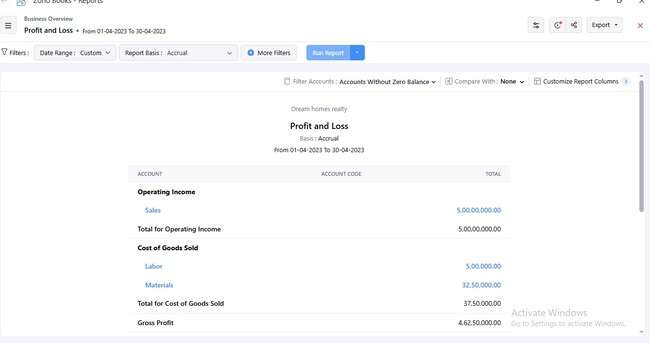 Zoho Books - Reports
Business Overview
Profit and Loss • From 01-04-2023 To 30-04-2023
Export
Filters : Date Range : Custom Report Basis : Accrual More Filters Run Report
Filter Accounts : Accounts Without Zero Balance Compare With : None Customize Report Columns
Dream homes realty
Profit and Loss
Basis : Accrual
From 01-04-2023 To 30-04-2023
ACCOUNT ACCOUNT CODE TOTAL
Operating Income
Sales 5,00,00,000.00
Total for Operating Income 5,00,00,000.00
Cost of Goods Sold
Labor 5,00,000.00
Materials 32,50,000.00
Total for Cost of Goods Sold 37,50,000.00
Gross Profit 4,62,50,000.00
Activate Windows
Go to Settings to activate Windows.